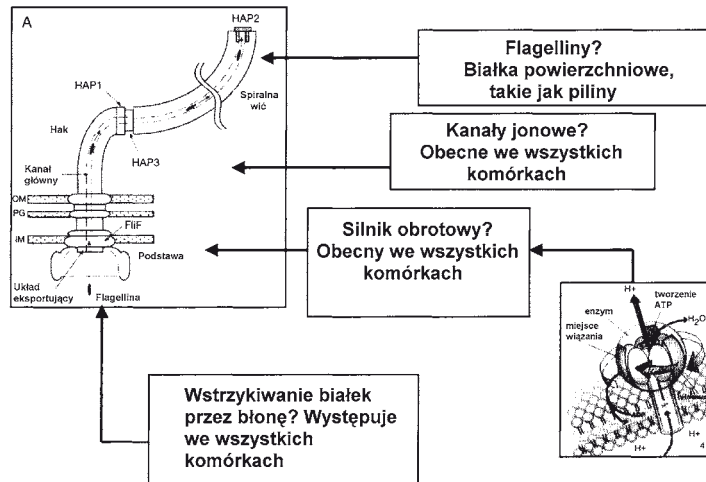 A
HAP2
HAP1
Spiralna
wić
Hak
HAP3
Kanał
główny
OM
PG
FliF
IM
Podstawa
Układ
eksportujący
Flagellina
Flagelliny?
Białka powierzchniowe,
takie jak piliny
Kanały jonowe?
Obecne we wszystkich
komórkach
Silnik obrotowy?
Obecny we wszystkich
komórkach
Wstrzykiwanie białek
przez błonę? Występuje
we wszystkich
komórkach
H+
tworzenie
ATP
enzym
H₂O
miejsce
wiązania
H+
H+
4